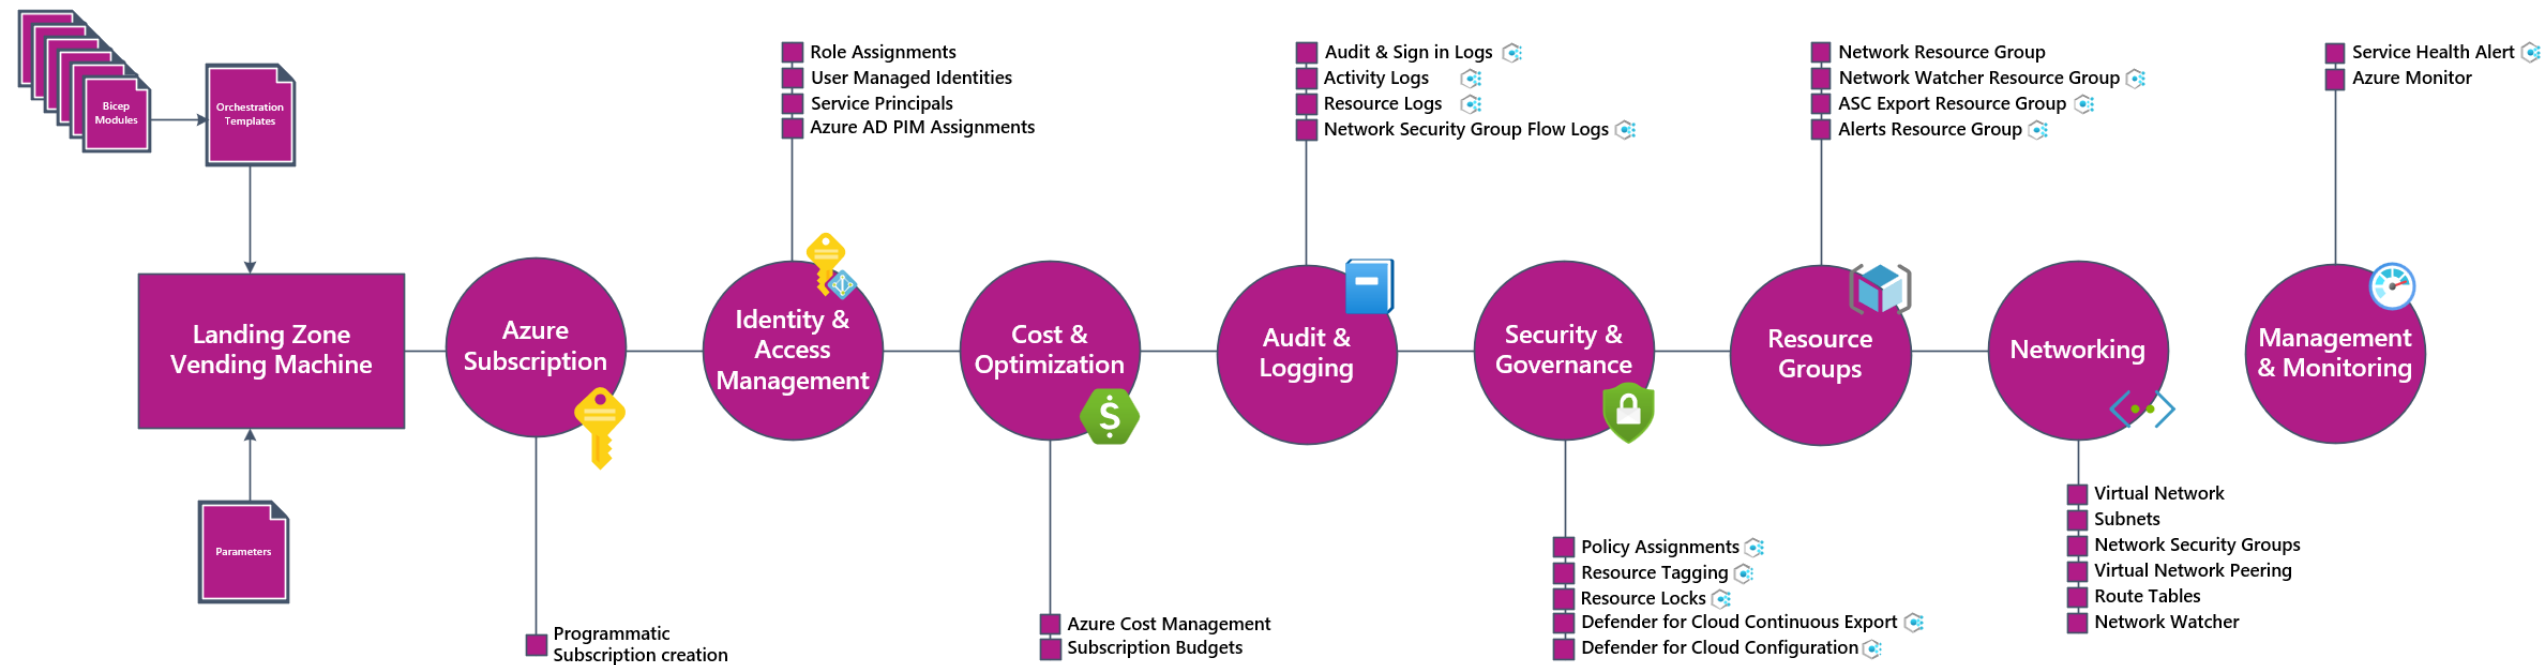 Bicep
Modules
Orchestration
Templates
Landing Zone
Vending Machine
Parameters
Azure
Subscription
Programmatic
Subscription creation
Role Assignments
User Managed Identities
Service Principals
Azure AD PIM Assignments
Identity &
Access
Management
Cost &
Optimization
Azure Cost Management
Subscription Budgets
Audit & Sign in Logs
Activity Logs
Resource Logs
Network Security Group Flow Logs
Audit &
Logging
Security &
Governance
Policy Assignments
Resource Tagging
Resource Locks
Defender for Cloud Continuous Export
Defender for Cloud Configuration
Network Resource Group
Network Watcher Resource Group
ASC Export Resource Group
Alerts Resource Group
Resource
Groups
Networking
Virtual Network
Subnets
Network Security Groups
Virtual Network Peering
Route Tables
Network Watcher
Service Health Alert
Azure Monitor
Management
& Monitoring